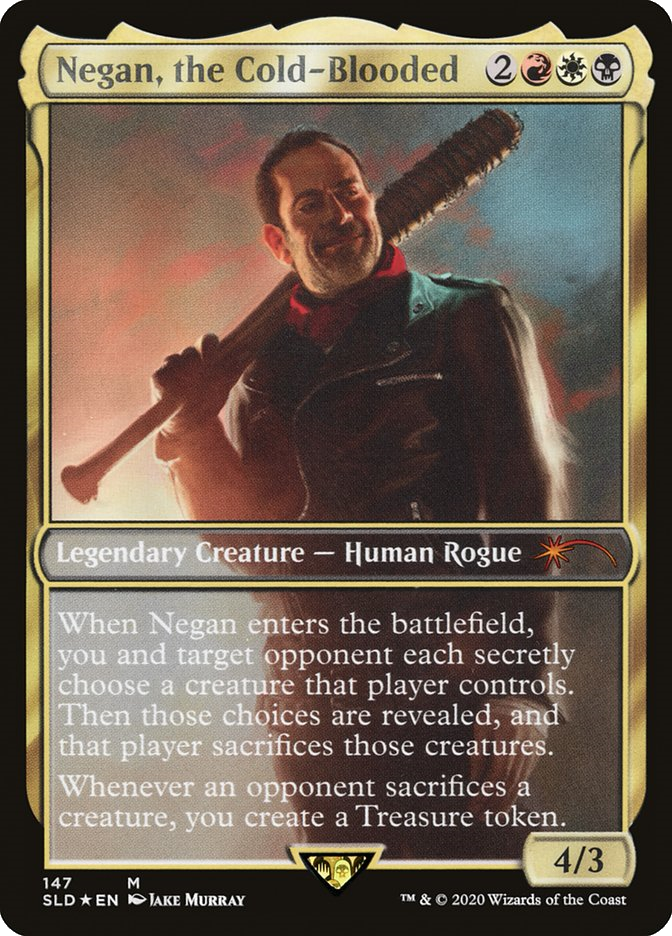 Negan, the Cold-Blooded 2
Legendary Creature — Human Rogue
When Negan enters the battlefield,
you and target opponent each secretly
choose a creature that player controls.
Then those choices are revealed, and
that player sacrifices those creatures.
Whenever an opponent sacrifices a
creature, you create a Treasure token.
4/3
147 M
SLD ★ EN Jake Murray
™ & © 2020 Wizards of the Coast